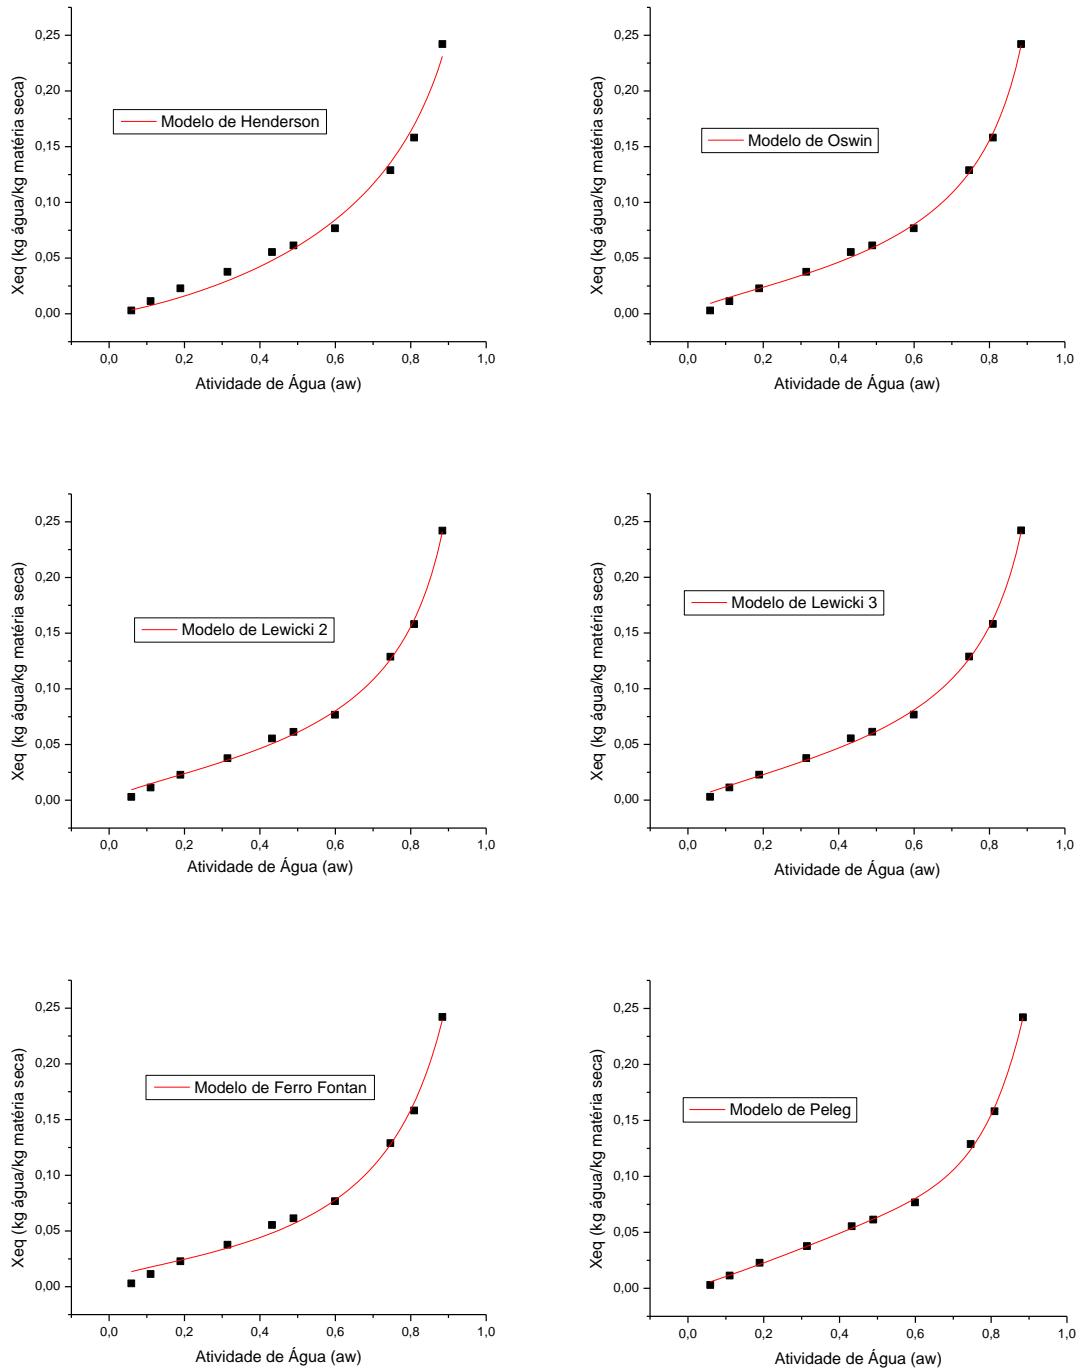 0,25
0,20
0,15
0,10
0,05
0,00
Xeq (kg água/kg matéria seca)
Modelo de Henderson
0,0 0,2 0,4 0,6 0,8 1,0
Atividade de Água (aw)
0,25
0,20
0,15
0,10
0,05
0,00
Xeq (kg água/kg matéria seca)
Modelo de Oswin
0,0 0,2 0,4 0,6 0,8 1,0
Atividade de Água (aw)
0,25
0,20
0,15
0,10
0,05
0,00
Xeq (kg água/kg matéria seca)
Modelo de Lewicki 2
0,0 0,2 0,4 0,6 0,8 1,0
Atividade de Água (aw)
0,25
0,20
0,15
0,10
0,05
0,00
Xeq (kg água/kg matéria seca)
Modelo de Lewicki 3
0,0 0,2 0,4 0,6 0,8 1,0
Atividade de Água (aw)
0,25
0,20
0,15
0,10
0,05
0,00
Xeq (kg água/kg matéria seca)
Modelo de Ferro Fontan
0,0 0,2 0,4 0,6 0,8 1,0
Atividade de Água (aw)
0,25
0,20
0,15
0,10
0,05
0,00
Xeq (kg água/kg matéria seca)
Modelo de Peleg
0,0 0,2 0,4 0,6 0,8 1,0
Atividade de Água (aw)